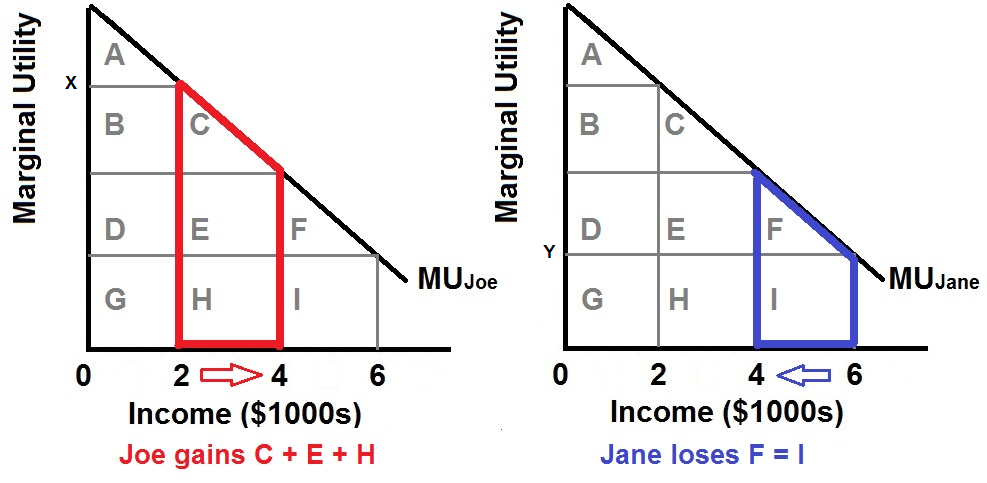 Marginal Utility
X
A
B
C
D
E
F
G
H
I
MUJoe
0 2 4 6
Income ($1000s)
Joe gains C + E + H
Marginal Utility
Y
A
B
C
D
E
F
G
H
I
MUJane
0 2 4 6
Income ($1000s)
Jane loses F = I